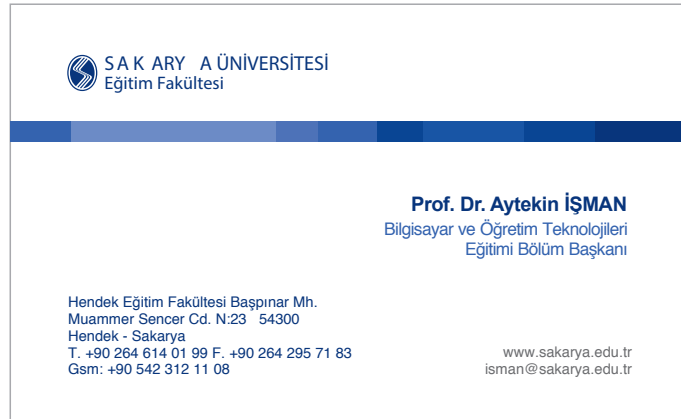 SAKARYA ÜNİVERSİTESİ
Eğitim Fakültesi
Prof. Dr. Aytekin İŞMAN
Bilgisayar ve Öğretim Teknolojileri
Eğitimi Bölüm Başkanı
Hendek Eğitim Fakültesi Başpınar Mh.
Muammer Sencer Cd. N:23 54300
Hendek - Sakarya
T. +90 264 614 01 99 F. +90 264 295 71 83
Gsm: +90 542 312 11 08
www.sakarya.edu.tr
isman@sakarya.edu.tr